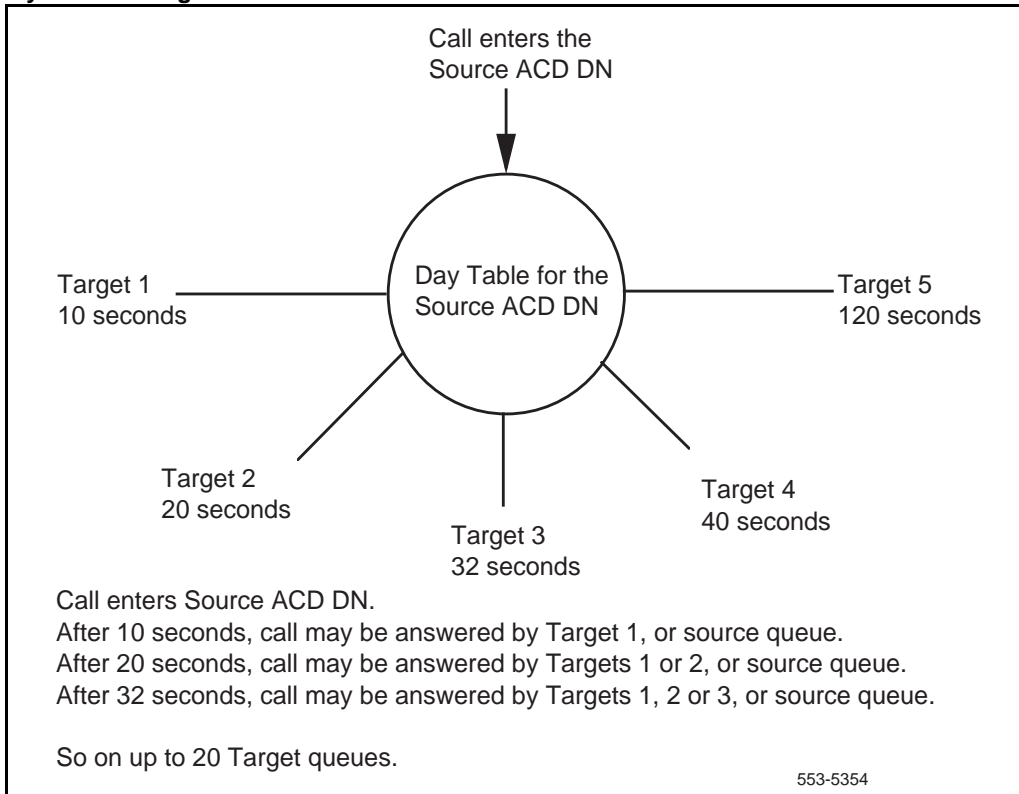 Call enters the
Source ACD DN
Day Table for the
Source ACD DN
Target 1
10 seconds
Target 5
120 seconds
Target 2
20 seconds
Target 4
40 seconds
Target 3
32 seconds
Call enters Source ACD DN.
After 10 seconds, call may be answered by Target 1, or source queue.
After 20 seconds, call may be answered by Targets 1 or 2, or source queue.
After 32 seconds, call may be answered by Targets 1, 2 or 3, or source queue.
So on up to 20 Target queues.
553-5354